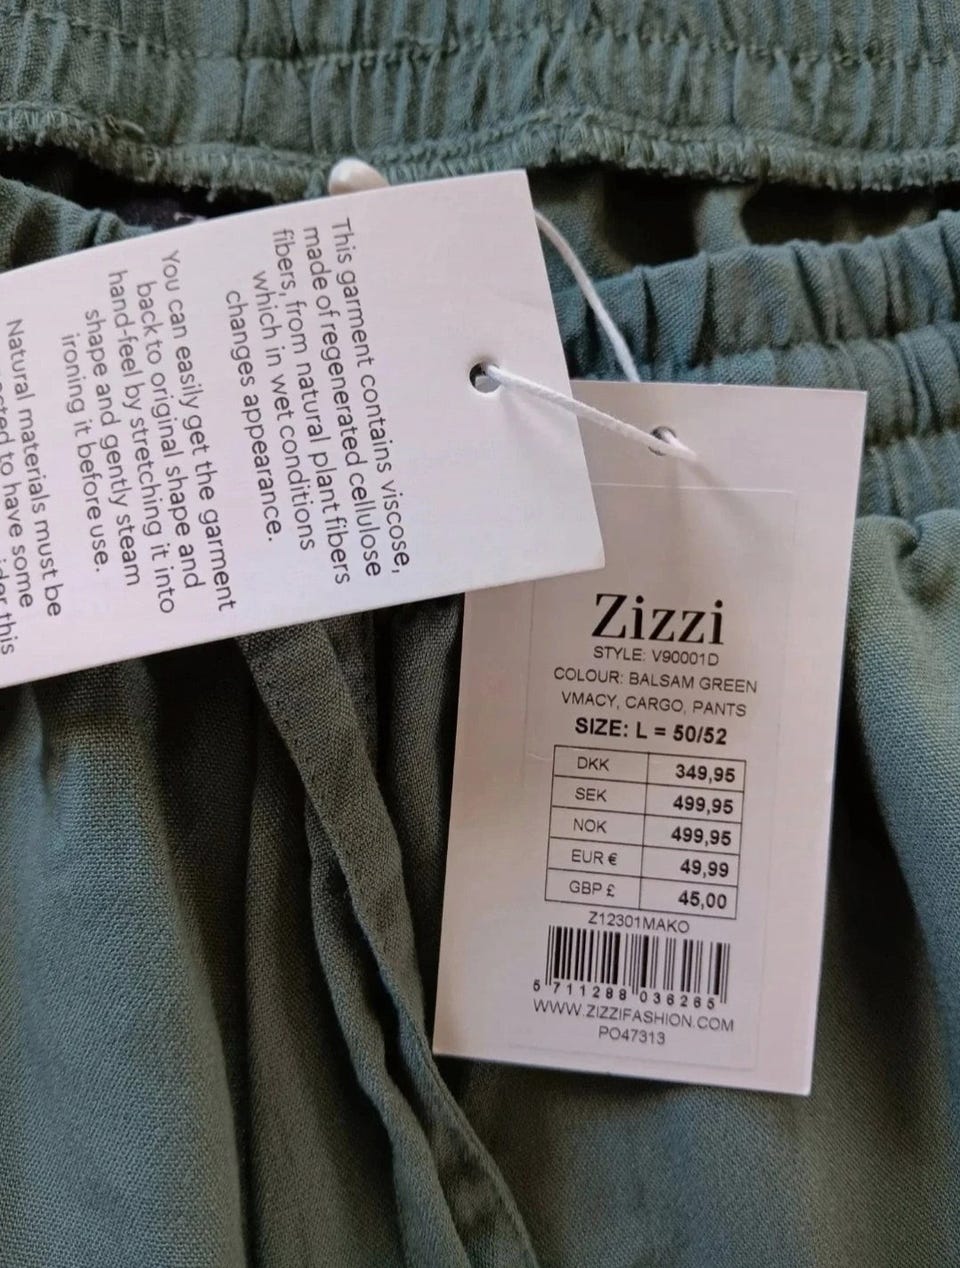 This garment contains viscose,
made of regenerated cellulose
fibers, from natural plant fibers
which in wet conditions
changes appearance.
You can easily get the garment
back to original shape and
hand-feel by stretching it into
shape and gently steam
ironing it before use.
Natural materials must be
to have some
this
Zizzi
STYLE: V90001D
COLOUR: BALSAM GREEN
VMACY, CARGO, PANTS
SIZE: L = 50/52
DKK 349,95
SEK 499,95
NOK 499,95
EUR € 49,99
GBP £ 45,00
Z12301MAKO
5 711288 036265
WWW.ZIZZIFASHION.COM
PO47313